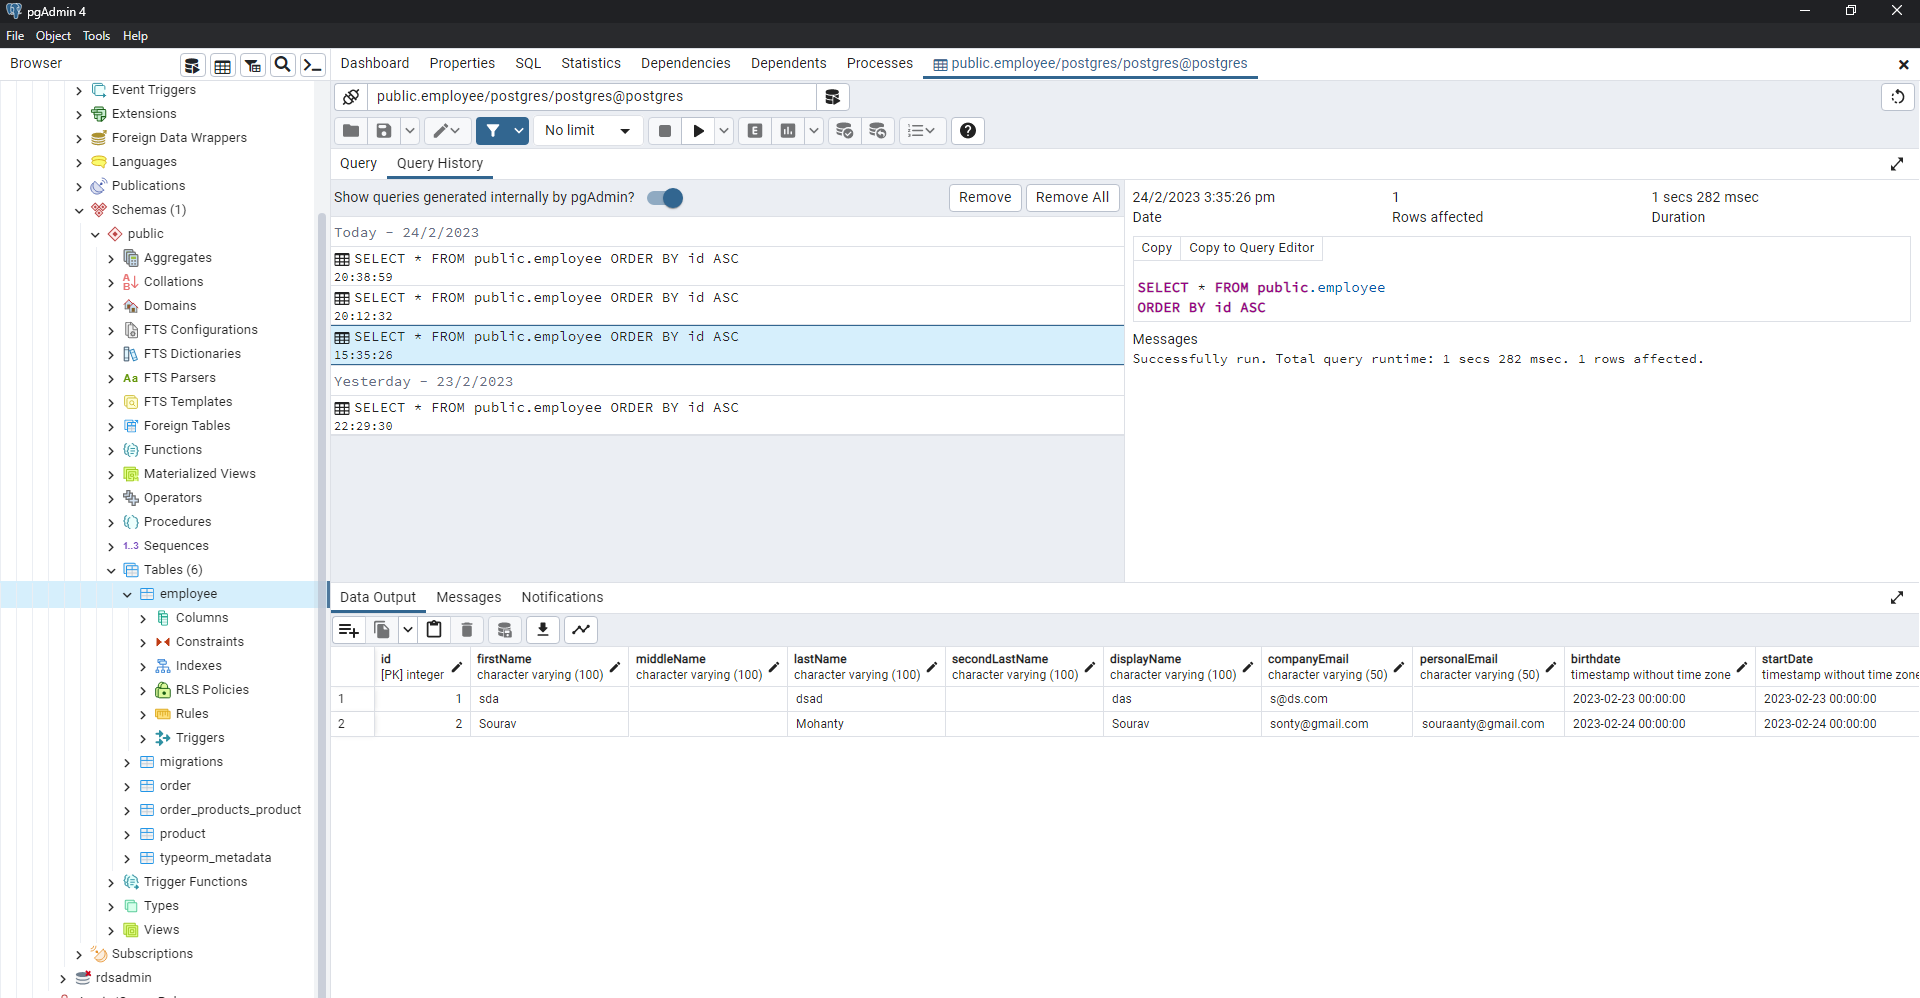 pgAdmin 4
File Object Tools Help
Browser
Dashboard Properties SQL Statistics Dependencies Dependents Processes public.employee/postgres/postgres@postgres
Event Triggers
Extensions
Foreign Data Wrappers
Languages
Publications
Schemas (1)
public
Aggregates
Collations
Domains
FTS Configurations
FTS Dictionaries
Aa FTS Parsers
FTS Templates
Foreign Tables
Functions
Materialized Views
Operators
Procedures
1..3 Sequences
Tables (6)
employee
Columns
Constraints
Indexes
RLS Policies
Rules
Triggers
migrations
order
order_products_product
product
typeorm_metadata
Trigger Functions
Types
Views
Subscriptions
rdsadmin
public.employee/postgres/postgres@postgres
No limit
E
Query Query History
Show queries generated internally by pgAdmin? Remove Remove All
Today - 24/2/2023
SELECT * FROM public.employee ORDER BY id ASC
20:38:59
SELECT * FROM public.employee ORDER BY id ASC
20:12:32
SELECT * FROM public.employee ORDER BY id ASC
15:35:26
Yesterday - 23/2/2023
SELECT * FROM public.employee ORDER BY id ASC
22:29:30
24/2/2023 3:35:26 pm 1 1 secs 282 msec
Date Rows affected Duration
Copy Copy to Query Editor
SELECT * FROM public.employee
ORDER BY id ASC
Messages
Successfully run. Total query runtime: 1 secs 282 msec. 1 rows affected.
Data Output Messages Notifications
id firstName middleName lastName secondLastName displayName companyEmail personalEmail birthdate startDate
[PK] integer character varying (100) character varying (100) character varying (100) character varying (100) character varying (100) character varying (50) character varying (50) timestamp without time zone timestamp without time zone
1 1 sda dsad das s@ds.com 2023-02-23 00:00:00 2023-02-23 00:00:00
2 2 Sourav Mohanty Sourav sonty@gmail.com souraanty@gmail.com 2023-02-24 00:00:00 2023-02-24 00:00:00